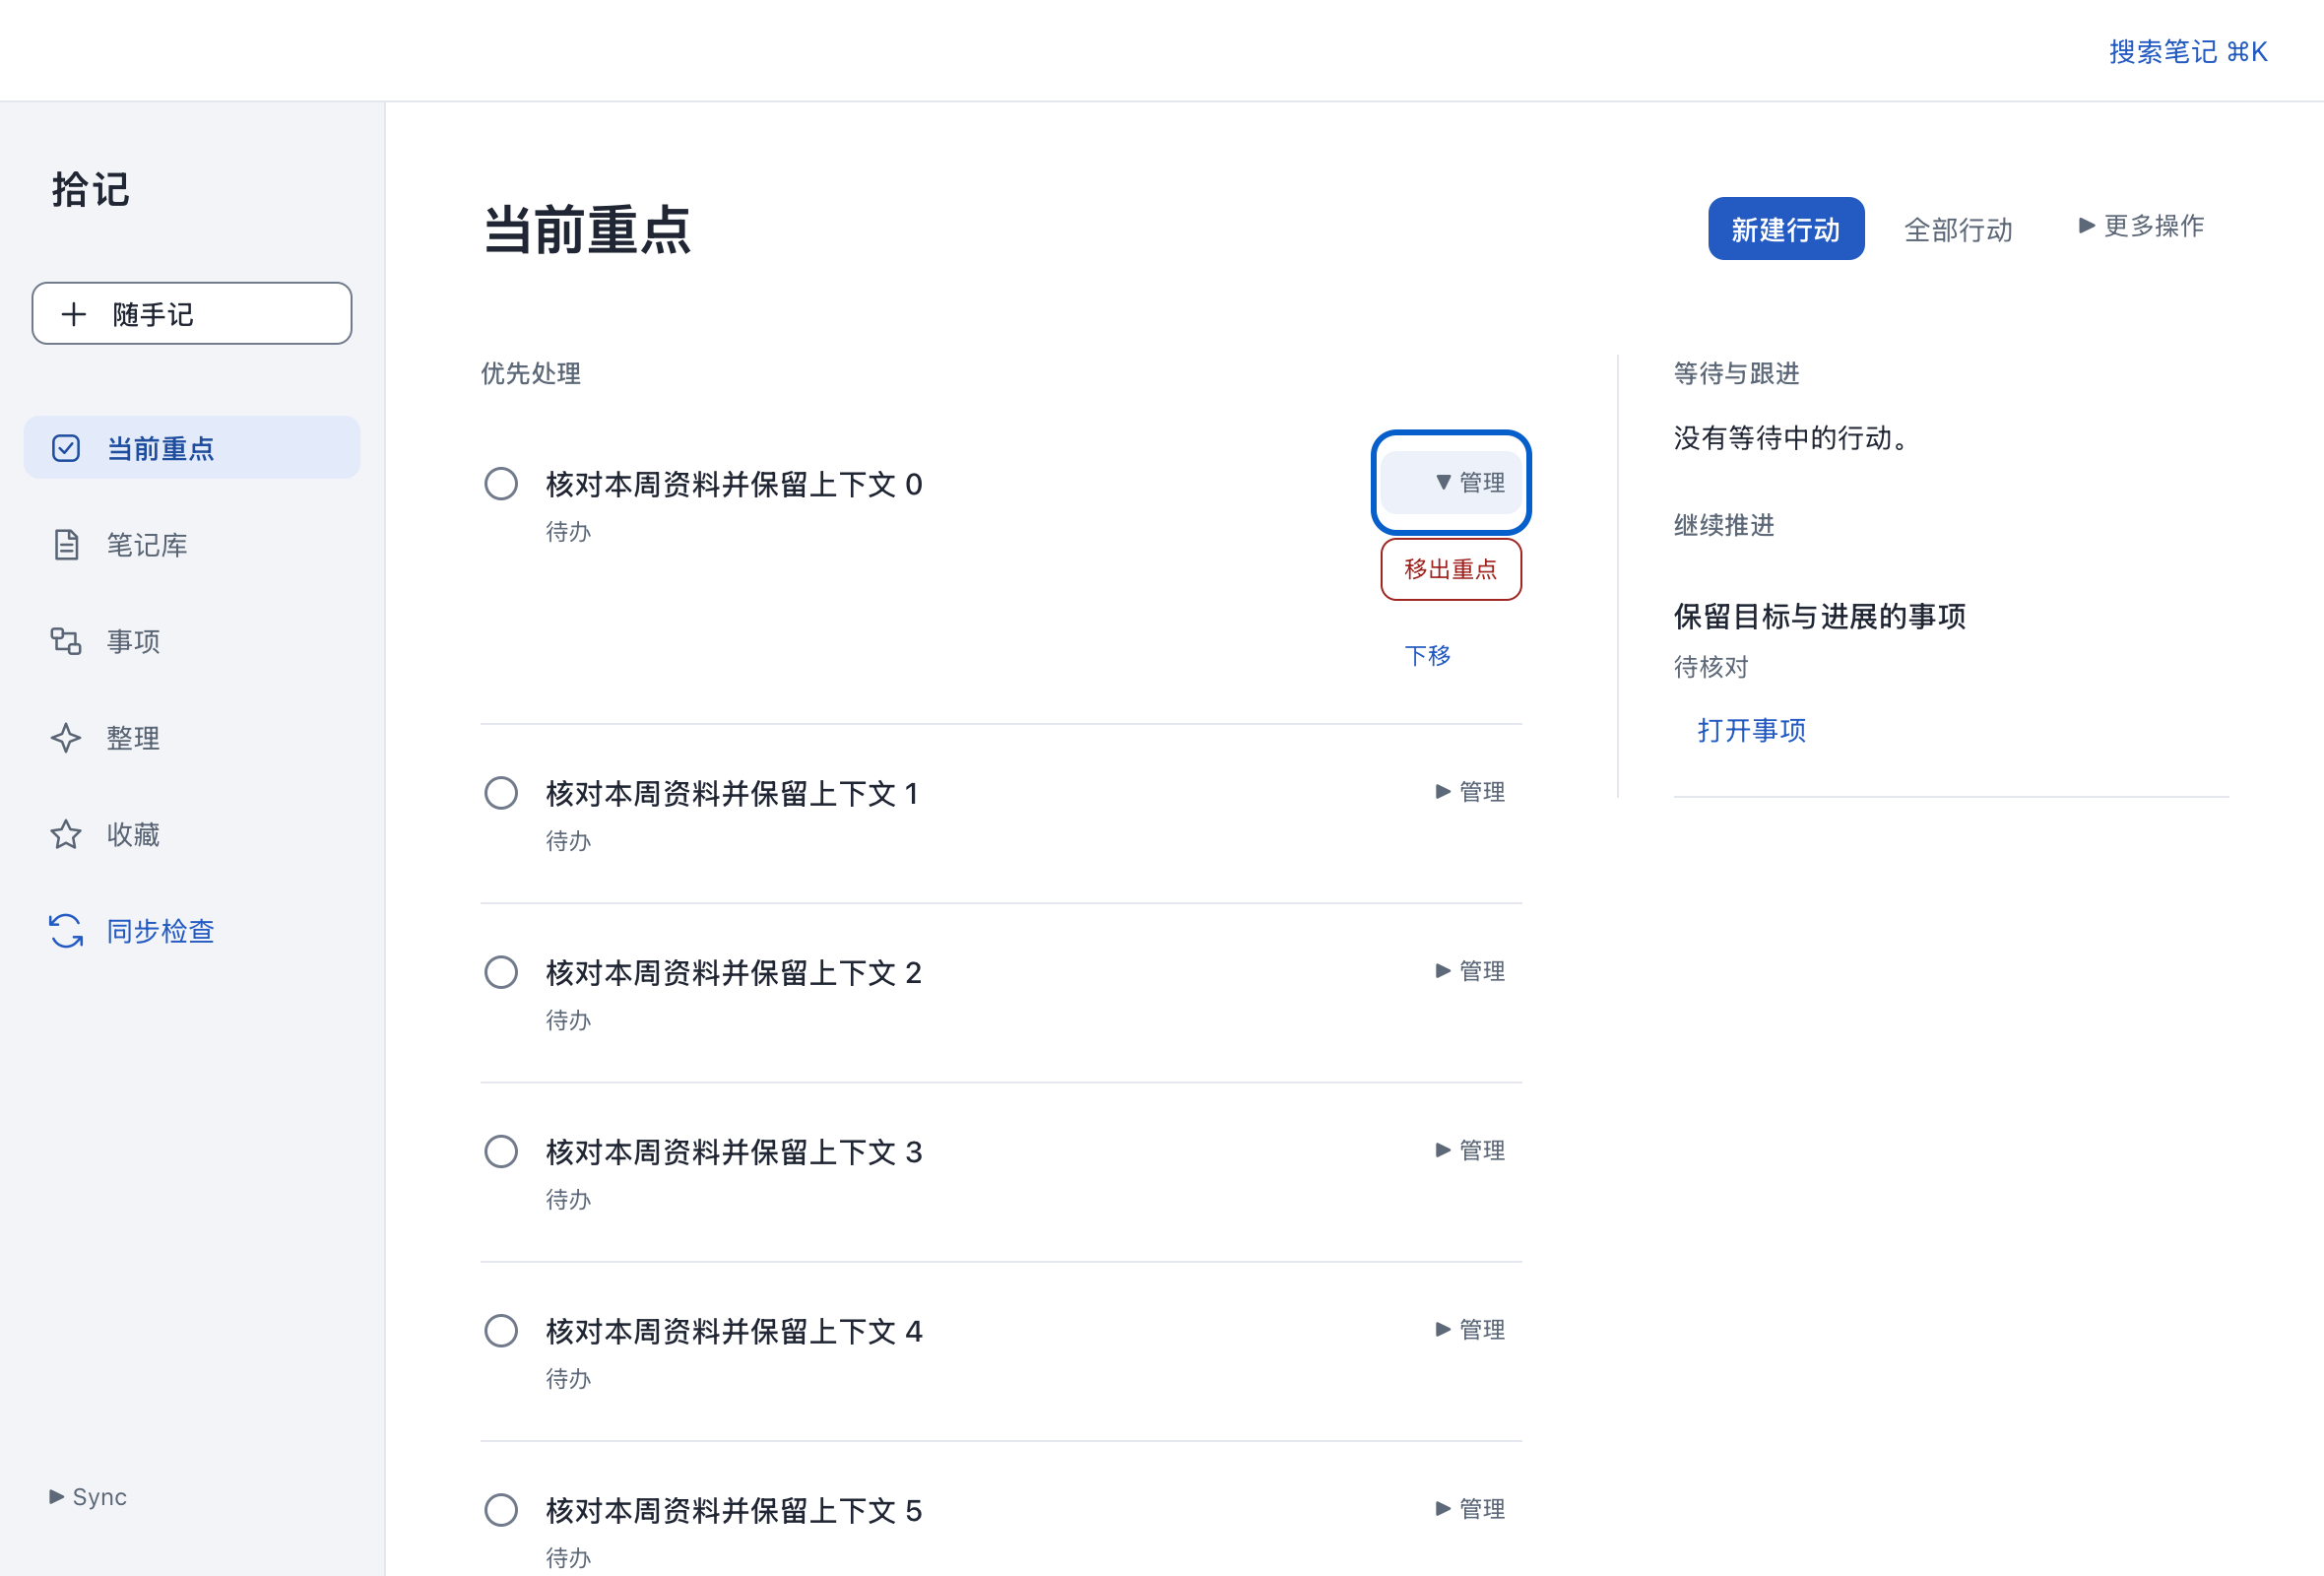 搜索笔记 ⌘K
拾记
随手记
当前重点
笔记库
事项
整理
收藏
同步检查
Sync
当前重点
新建行动
全部行动
更多操作
优先处理
核对本周资料并保留上下文 0
待办
管理
移出重点
下移
核对本周资料并保留上下文 1
待办
管理
核对本周资料并保留上下文 2
待办
管理
核对本周资料并保留上下文 3
待办
管理
核对本周资料并保留上下文 4
待办
管理
核对本周资料并保留上下文 5
待办
管理
等待与跟进
没有等待中的行动。
继续推进
保留目标与进展的事项
待核对
打开事项